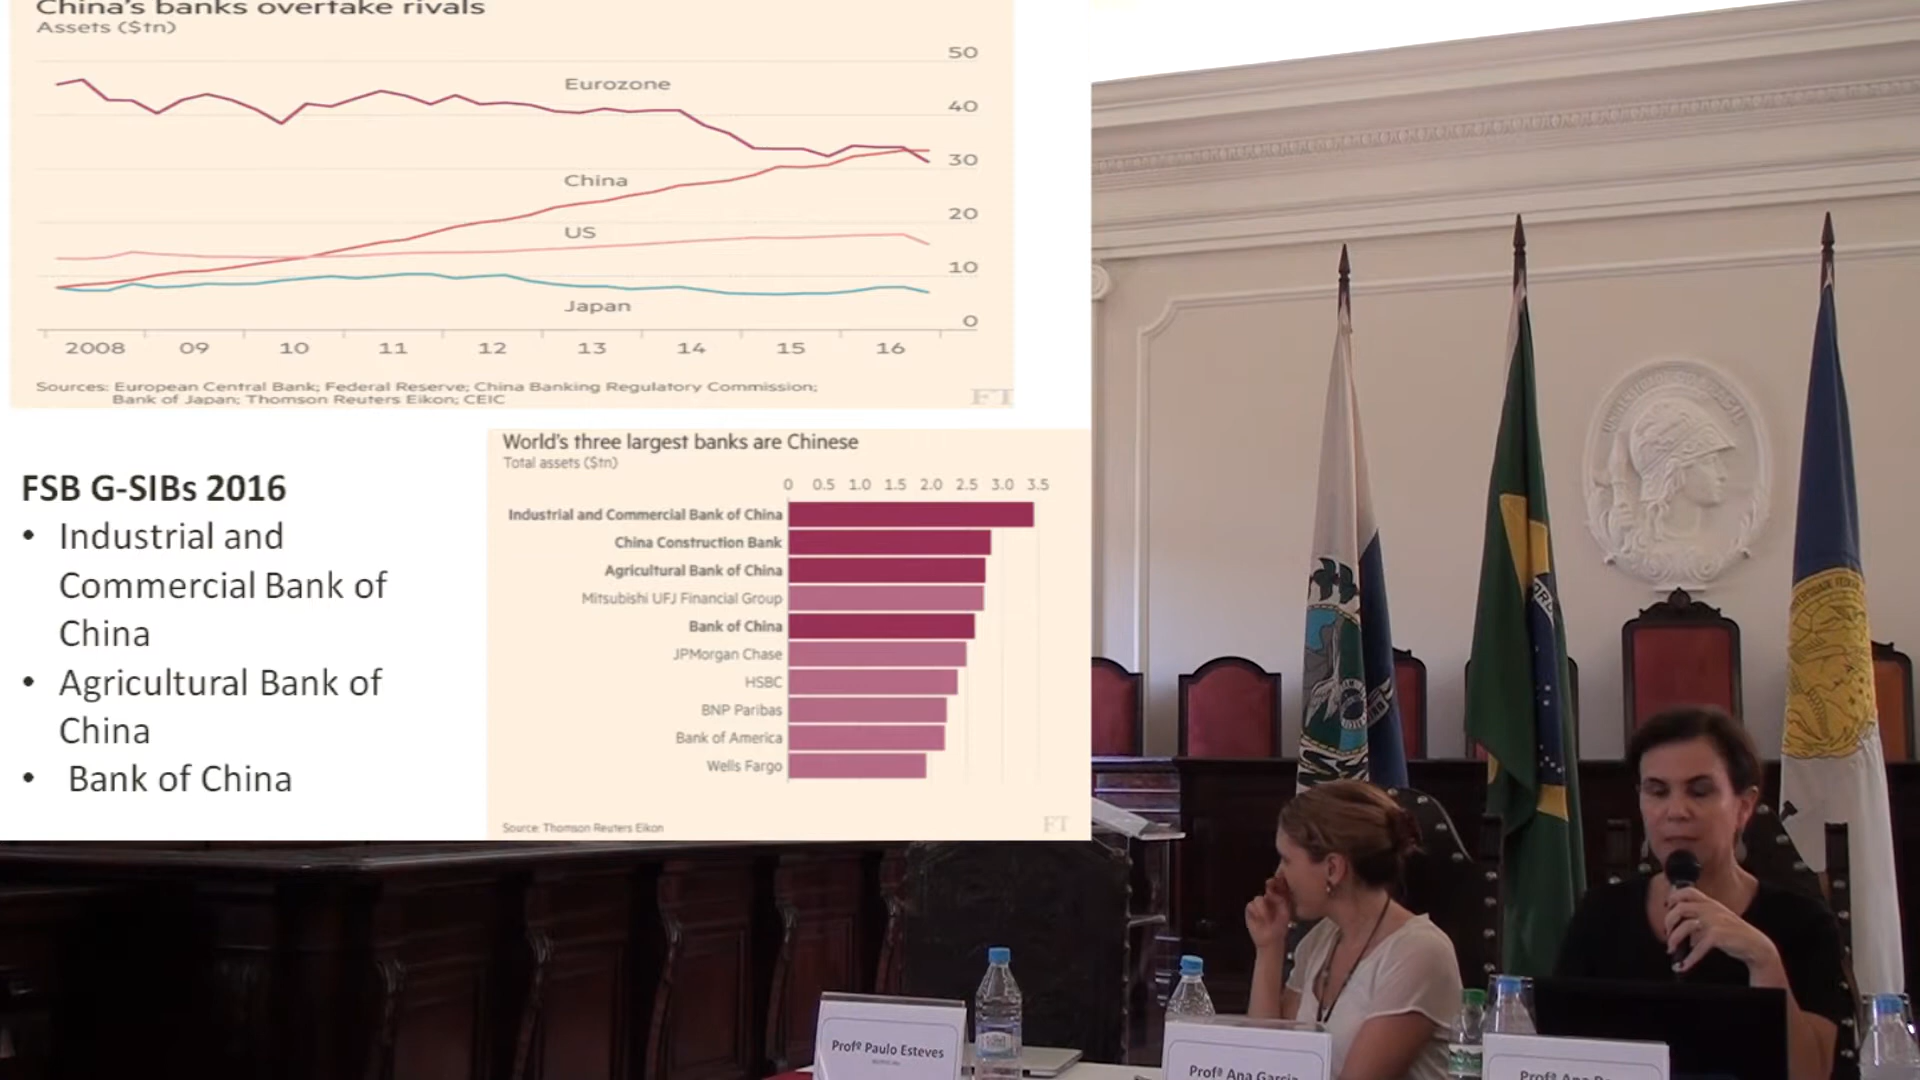 China's banks overtake rivals
Assets ($tn)
50
Eurozone
40
30
China
20
US
10
Japan
0
2008 09 10 11 12 13 14 15 16
Sources: European Central Bank; Federal Reserve; China Banking Regulatory Commission;
Bank of Japan; Thomson Reuters Eikon; CEIC
FT
FSB G-SIBs 2016
• Industrial and
Commercial Bank of
China
• Agricultural Bank of
China
• Bank of China
World's three largest banks are Chinese
Total assets ($tn)
0 0.5 1.0 1.5 2.0 2.5 3.0 3.5
Industrial and Commercial Bank of China
China Construction Bank
Agricultural Bank of China
Mitsubishi UFJ Financial Group
Bank of China
JPMorgan Chase
HSBC
BNP Paribas
Bank of America
Wells Fargo
Source: Thomson Reuters Eikon
FT
Profº Paulo Esteves
Profª Ana Garcia
Profª Ana